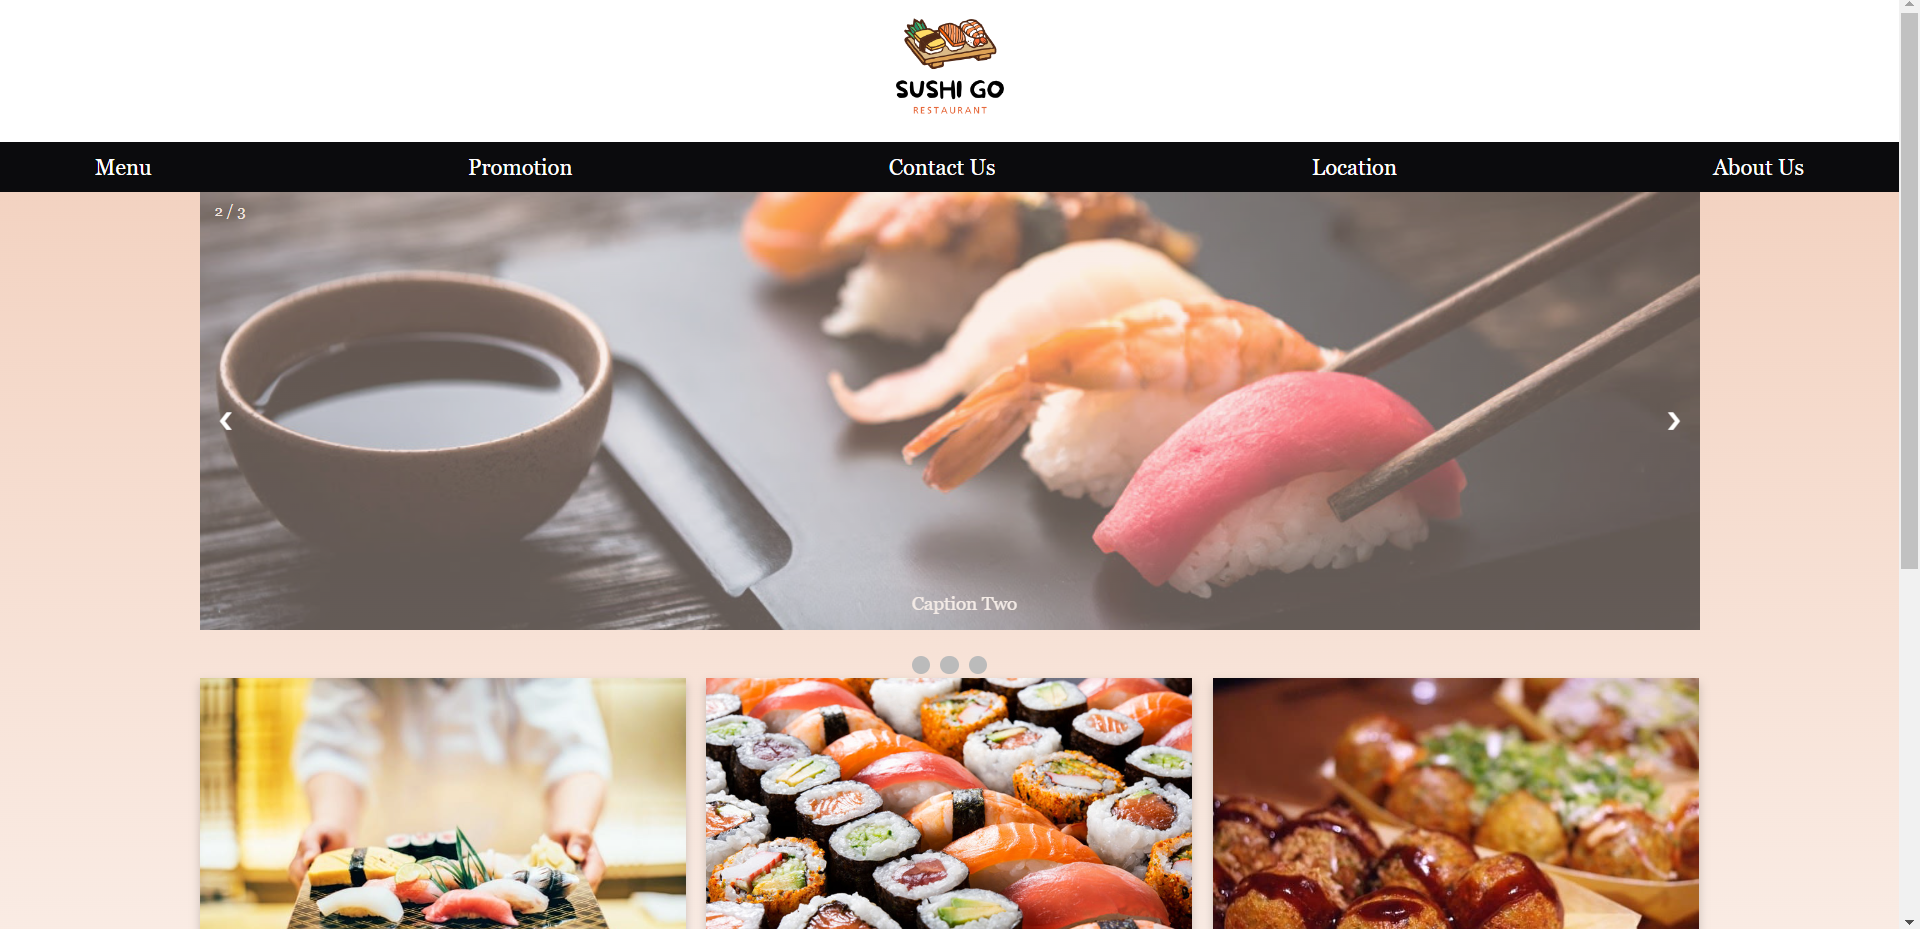 SUSHI GO
RESTAURANT
Menu Promotion Contact Us Location About Us
2 / 3
❮ ❯
Caption Two